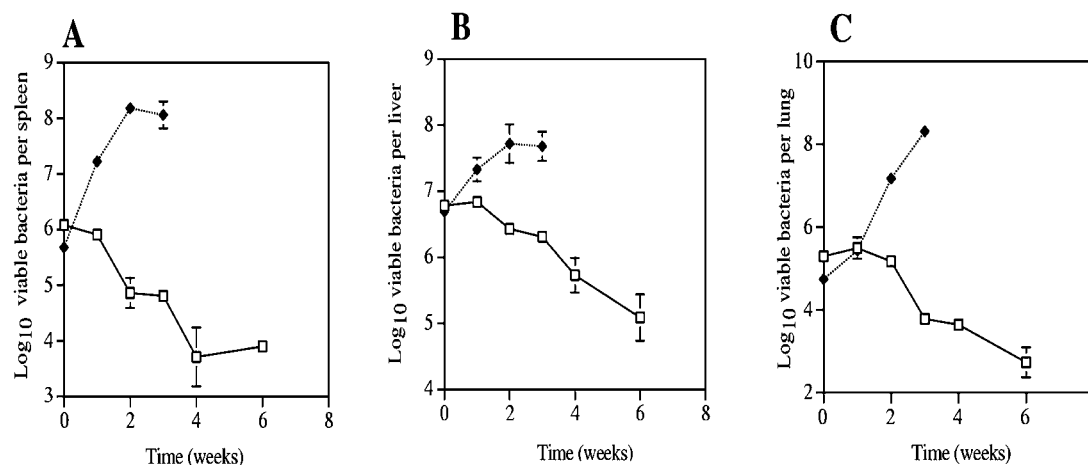 A
Log10 viable bacteria per spleen
9
8
7
6
5
4
3
0 2 4 6 8
Time (weeks)
B
Log10 viable bacteria per liver
9
8
7
6
5
4
0 2 4 6 8
Time (weeks)
C
Log10 viable bacteria per lung
10
8
6
4
2
0 2 4 6
Time (weeks)